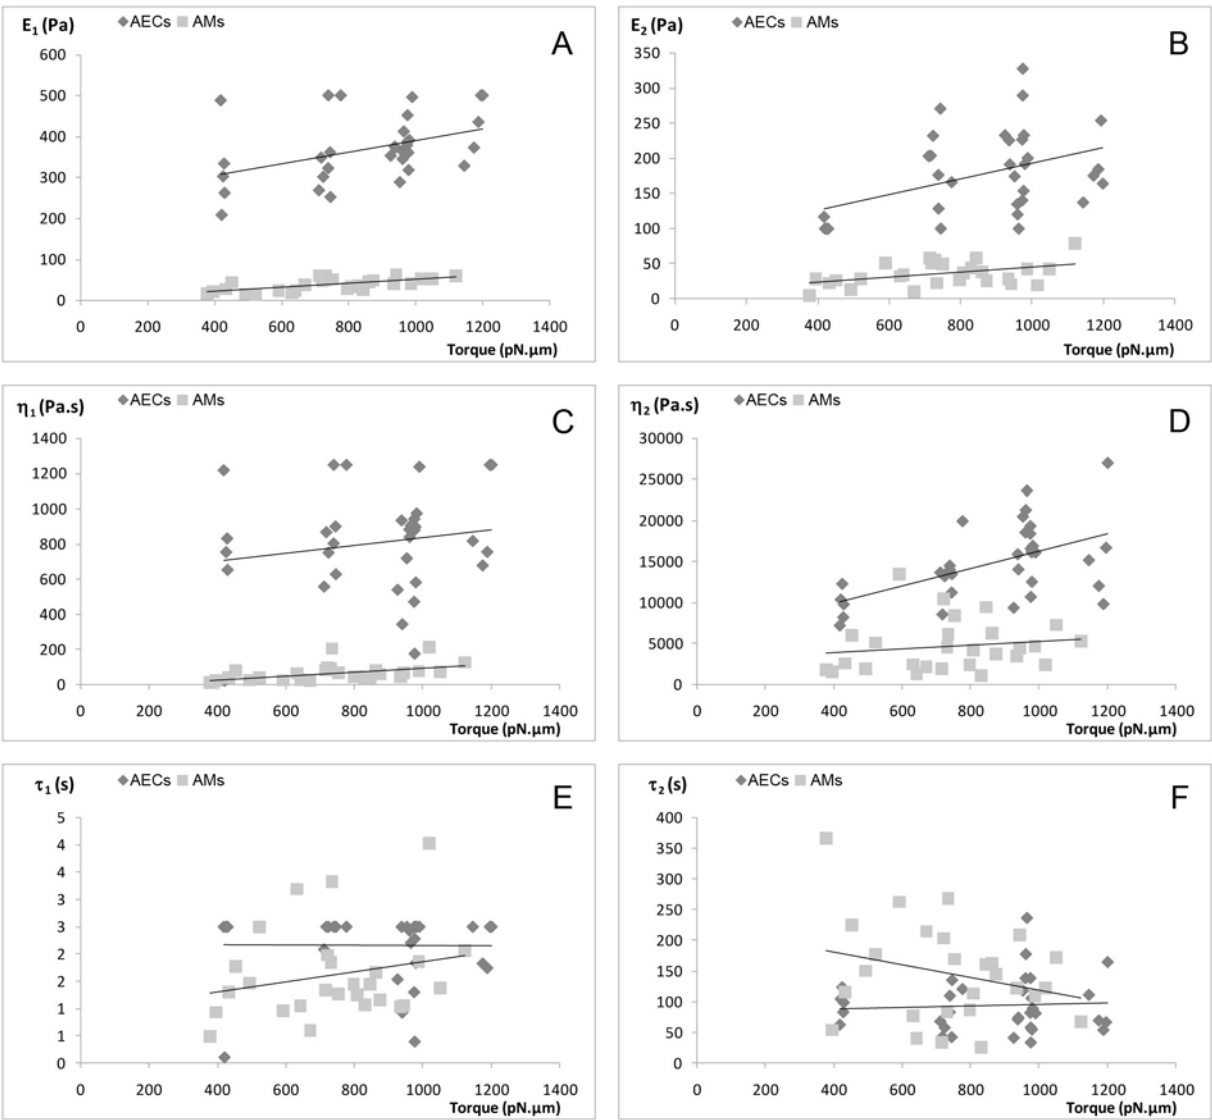 E1 (Pa) ◆AECs ■ AMs A
600
500
400
300
200
100
0
0 200 400 600 800 1000 1200 1400
Torque (pN.µm)
E2 (Pa) ◆AECs ■ AMs B
350
300
250
200
150
100
50
0
0 200 400 600 800 1000 1200 1400
Torque (pN.µm)
η1 (Pa.s) ◆AECs ■ AMs C
1400
1200
1000
800
600
400
200
0
0 200 400 600 800 1000 1200 1400
Torque (pN.µm)
η2 (Pa.s) ◆AECs ■ AMs D
30000
25000
20000
15000
10000
5000
0
0 200 400 600 800 1000 1200 1400
Torque (pN.µm)
τ1 (s) ◆AECs ■ AMs E
5
4
4
3
3
2
2
1
1
0
0 200 400 600 800 1000 1200 1400
Torque (pN.µm)
τ2 (s) ◆AECs ■ AMs F
400
350
300
250
200
150
100
50
0
0 200 400 600 800 1000 1200 1400
Torque (pN.µm)